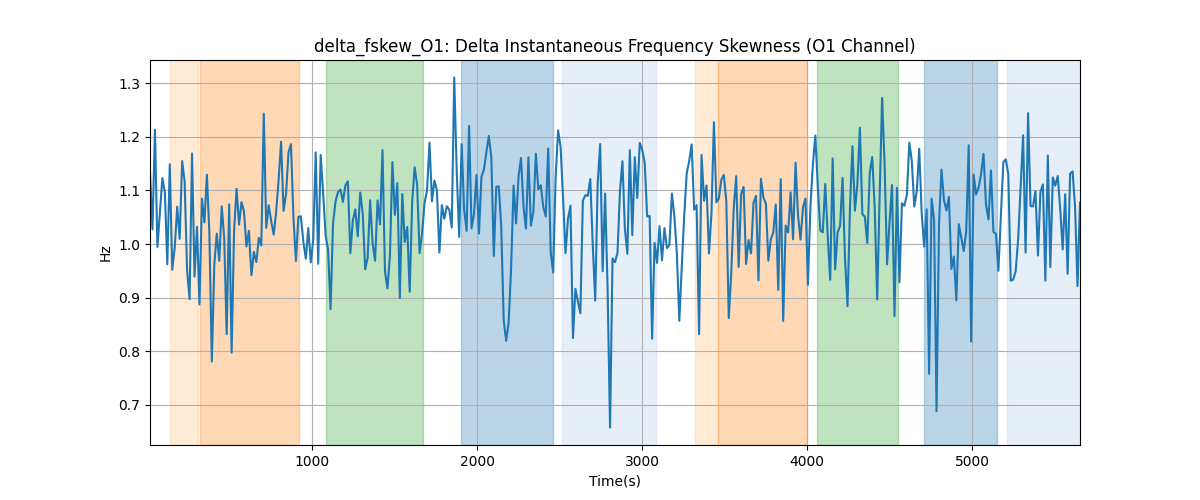 delta_fskew_O1: Delta Instantaneous Frequency Skewness (O1 Channel)
1.3
1.2
1.1
1.0
0.9
0.8
0.7
Hz
1000 2000 3000 4000 5000
Time(s)